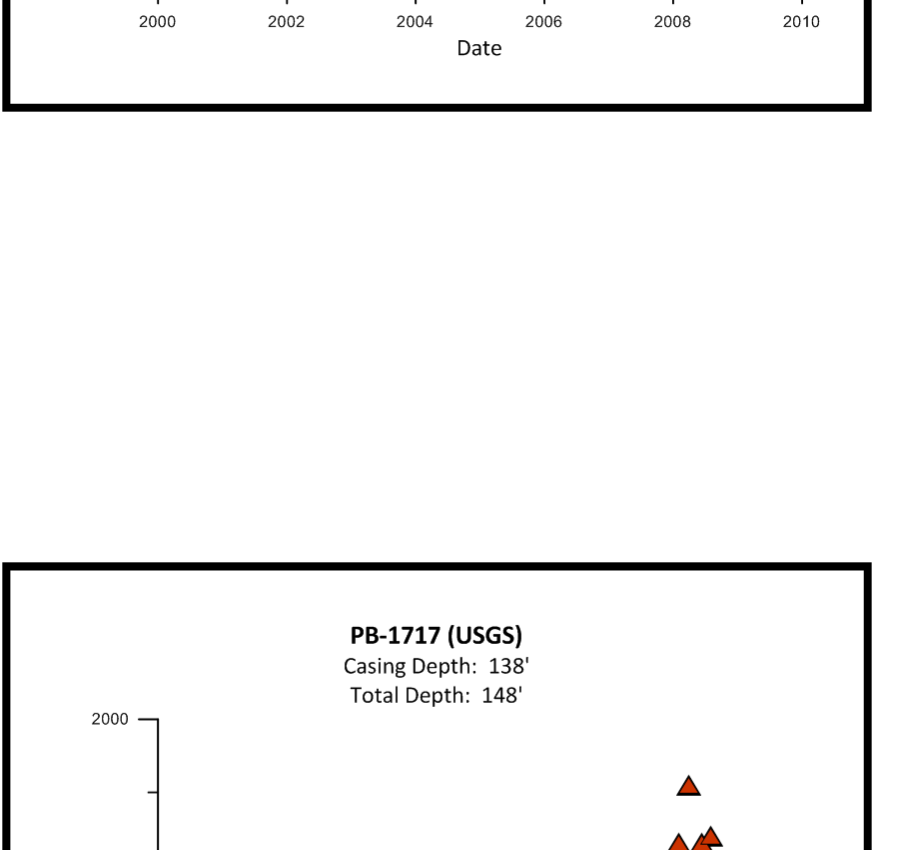 2000 2002 2004 2006 2008 2010
Date
PB-1717 (USGS)
Casing Depth:  138'
Total Depth:  148'
2000